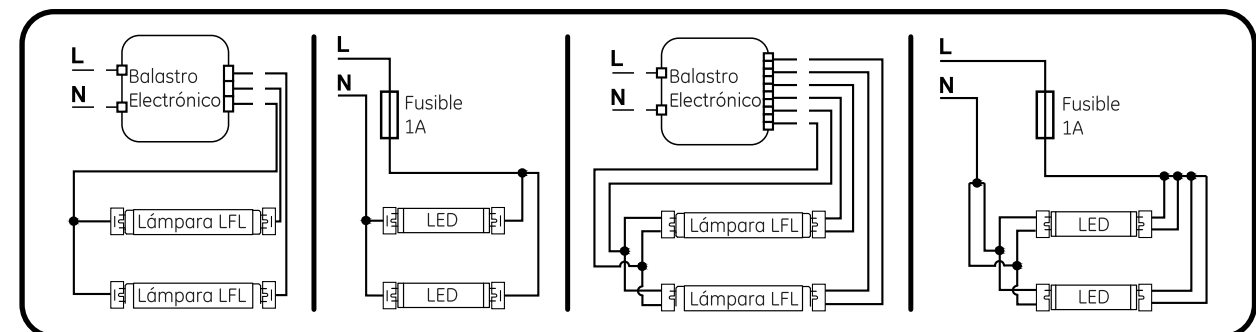 L
N
Balastro
Electrónico
Lámpara LFL
Lámpara LFL
L
N
Fusible
1A
LED
LED
L
N
Balastro
Electrónico
Lámpara LFL
Lámpara LFL
L
N
Fusible
1A
LED
LED